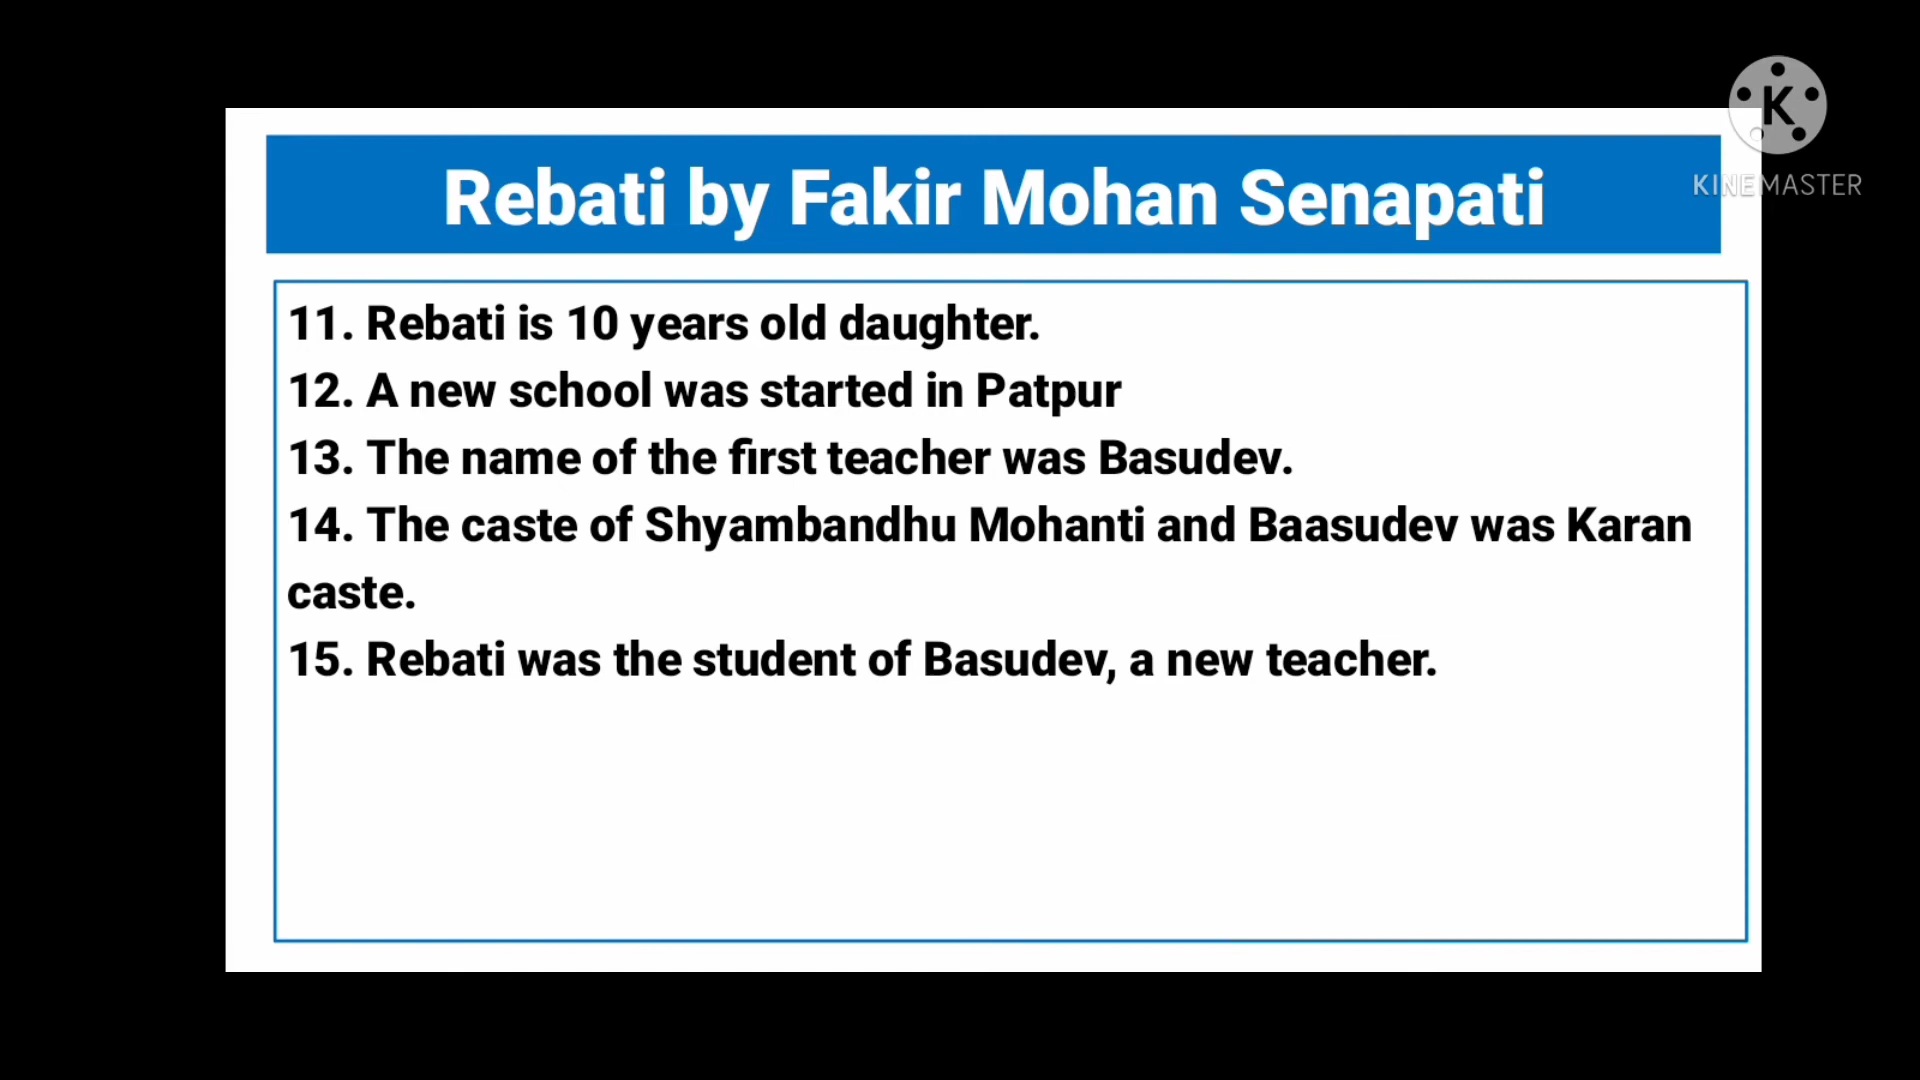 Rebati by Fakir Mohan Senapati
KINEMASTER
11. Rebati is 10 years old daughter.
12. A new school was started in Patpur
13. The name of the first teacher was Basudev.
14. The caste of Shyambandhu Mohanti and Baasudev was Karan
caste.
15. Rebati was the student of Basudev, a new teacher.